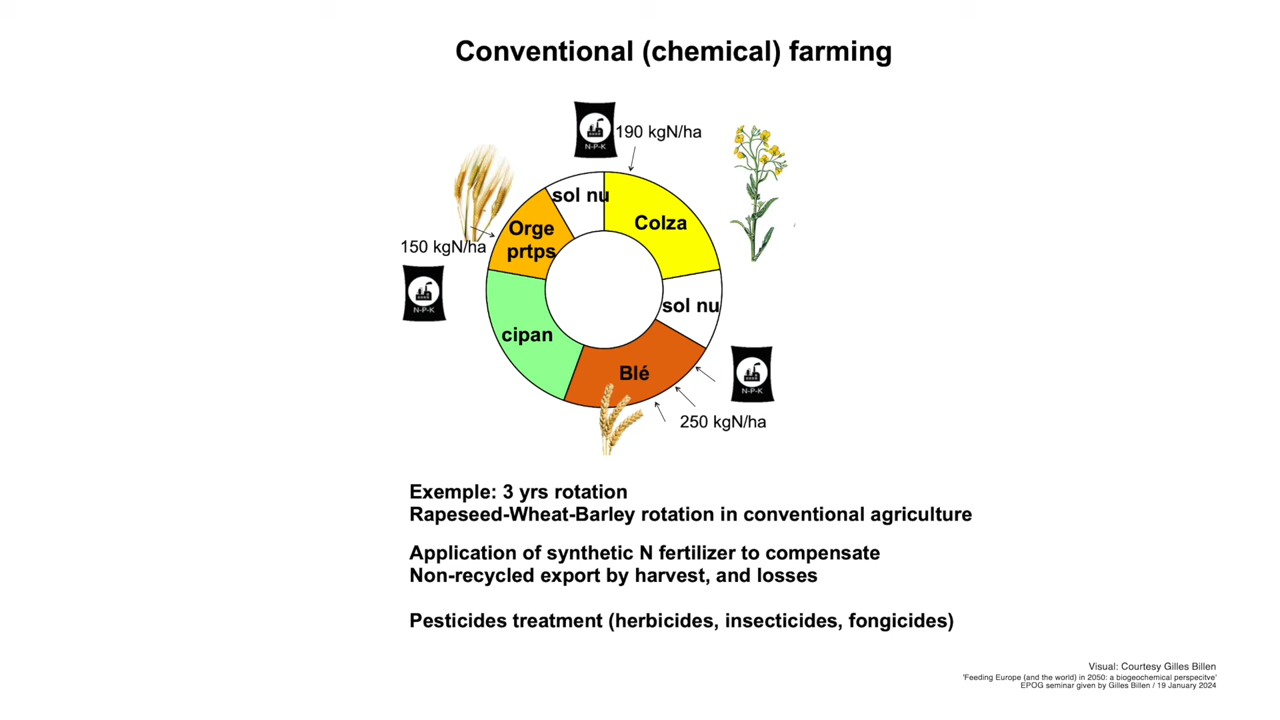 Conventional (chemical) farming
N-P-K
190 kgN/ha
sol nu
Colza
Orge
prtps
150 kgN/ha
N-P-K
sol nu
cipan
Blé
N-P-K
250 kgN/ha
Exemple: 3 yrs rotation
Rapeseed-Wheat-Barley rotation in conventional agriculture
Application of synthetic N fertilizer to compensate
Non-recycled export by harvest, and losses
Pesticides treatment (herbicides, insecticides, fongicides)
Visual: Courtesy Gilles Billen
'Feeding Europe (and the world) in 2050: a biogeochemical perspecitve'
EPOG seminar given by Gilles Billen / 19 January 2024